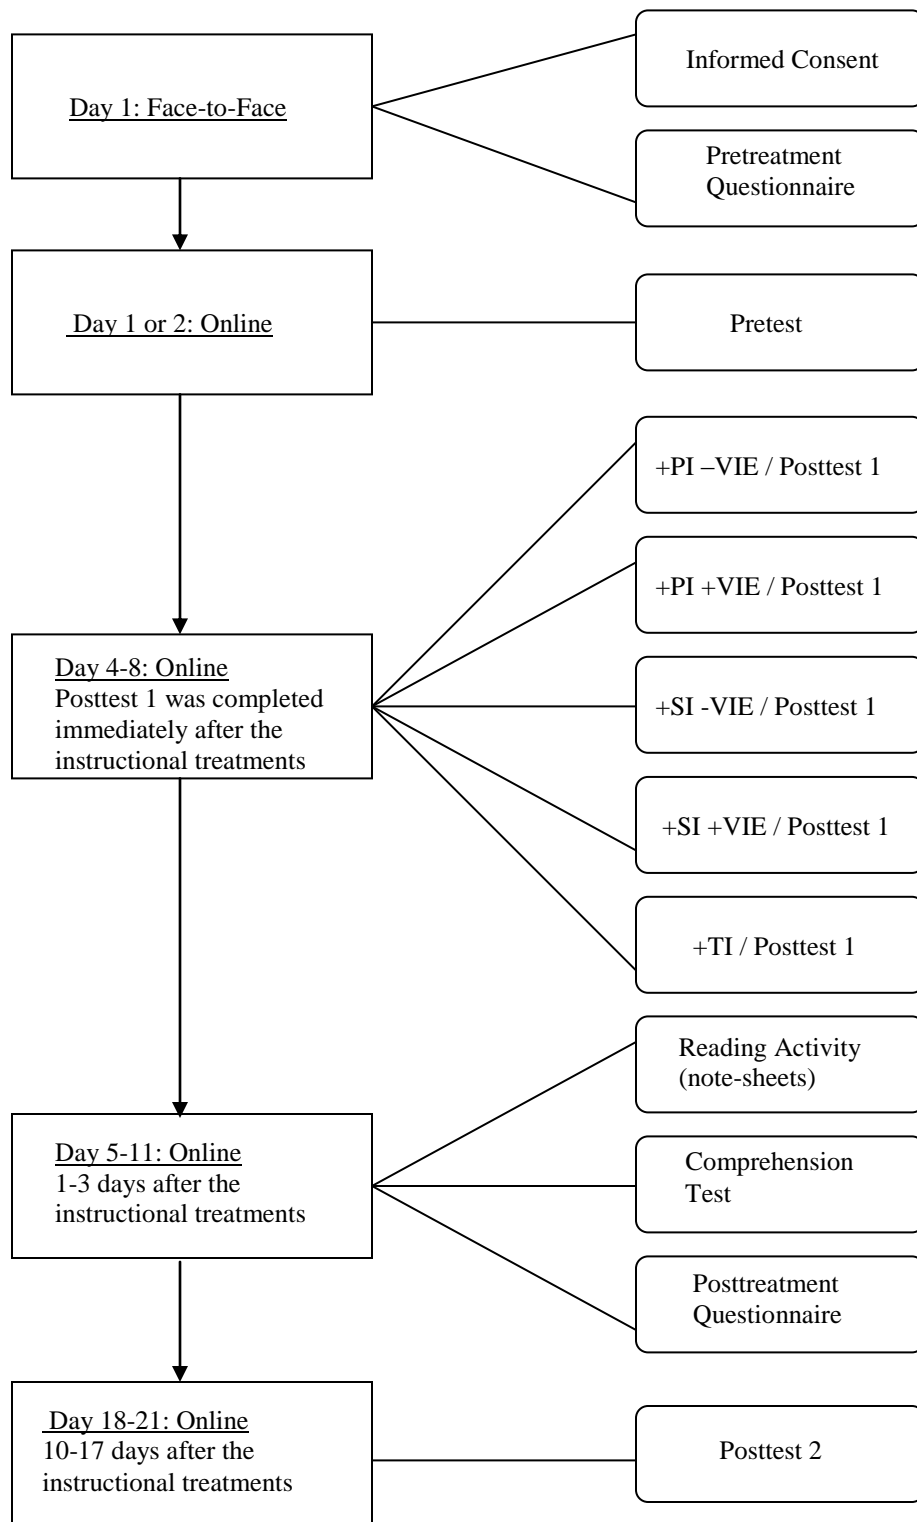 Day 1: Face-to-Face
Informed Consent
Pretreatment
Questionnaire
Day 1 or 2: Online
Pretest
Day 4-8: Online
Posttest 1 was completed
immediately after the
instructional treatments
+PI –VIE / Posttest 1
+PI +VIE / Posttest 1
+SI -VIE / Posttest 1
+SI +VIE / Posttest 1
+TI / Posttest 1
Day 5-11: Online
1-3 days after the
instructional treatments
Reading Activity
(note-sheets)
Comprehension
Test
Posttreatment
Questionnaire
Day 18-21: Online
10-17 days after the
instructional treatments
Posttest 2